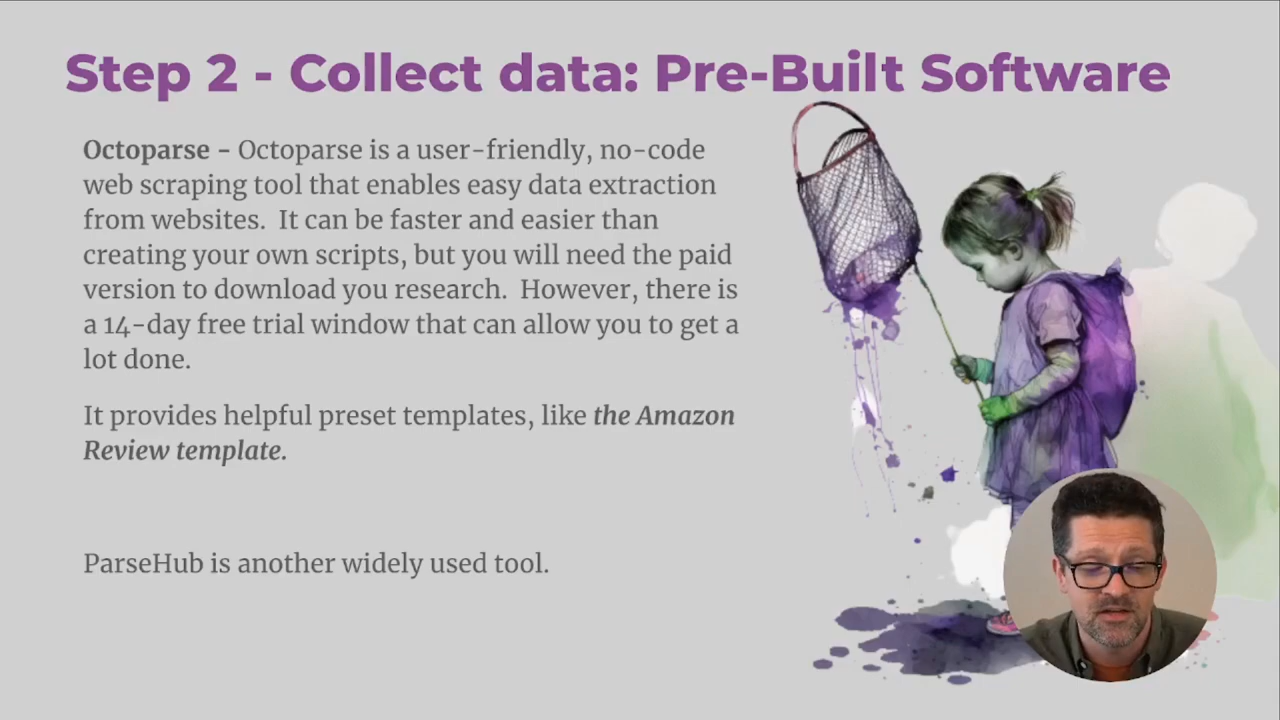 Step 2 - Collect data: Pre-Built Software
Octoparse - Octoparse is a user-friendly, no-code
web scraping tool that enables easy data extraction
from websites.  It can be faster and easier than
creating your own scripts, but you will need the paid
version to download you research.  However, there is
a 14-day free trial window that can allow you to get a
lot done.
It provides helpful preset templates, like the Amazon
Review template.
ParseHub is another widely used tool.